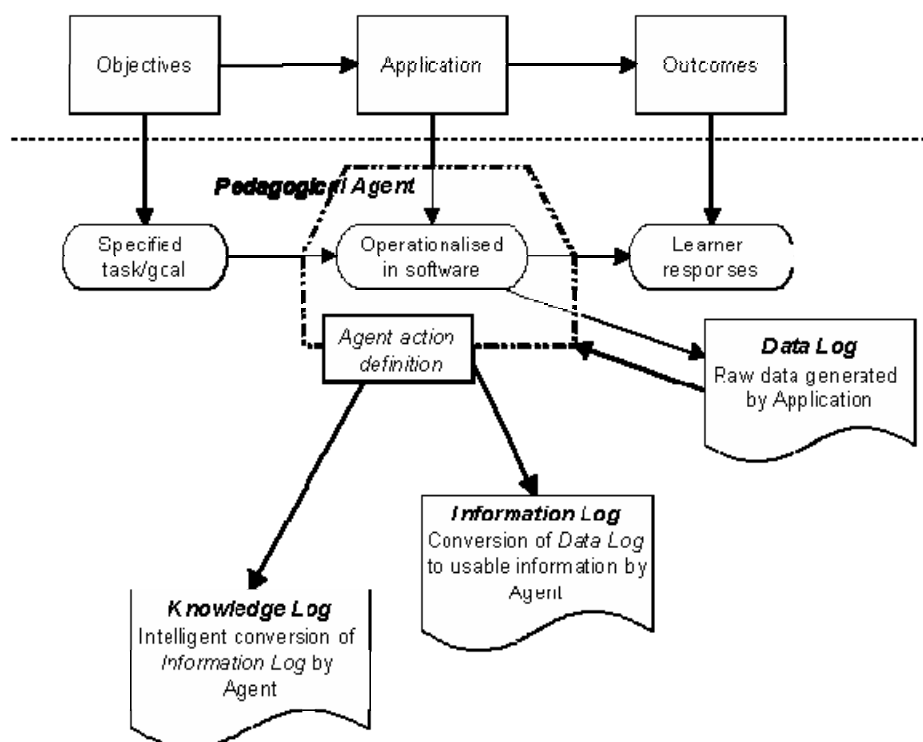 Objectives
Application
Outcomes
Pedagogical Agent
Specified
task/goal
Operationalised
in software
Learner
responses
Agent action
definition
Data Log
Raw data generated
by Application
Information Log
Conversion of Data Log
to usable information by
Agent
Knowledge Log
Intelligent conversion of
Information Log by
Agent